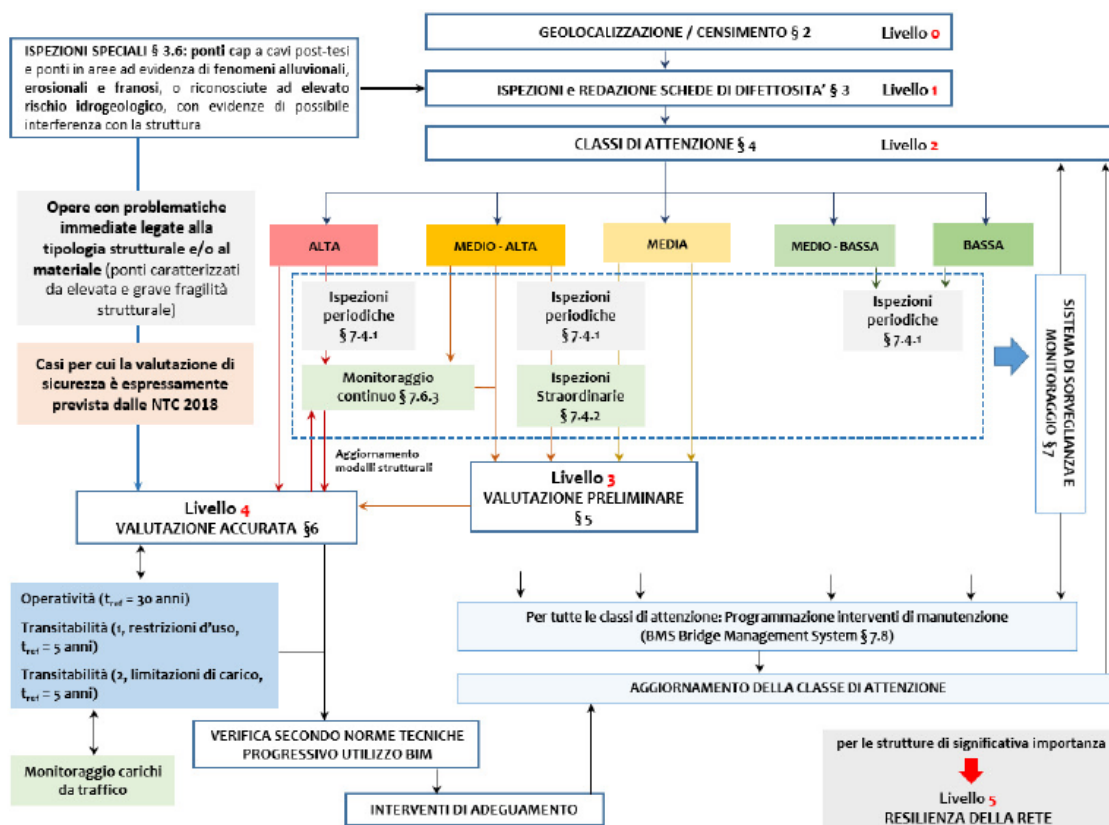 GEOLOCALIZZAZIONE / CENSIMENTO § 2 Livello 0
ISPEZIONI SPECIALI § 3.6: ponti cap a cavi post-tesi
e ponti in aree ad evidenza di fenomeni alluvionali,
erosionali e franosi, o riconosciute ad elevato
rischio idrogeologico, con evidenze di possibile
interferenza con la struttura
ISPEZIONI e REDAZIONE SCHEDE DI DIFETTOSITA’ § 3 Livello 1
CLASSI DI ATTENZIONE § 4 Livello 2
Opere con problematiche
immediate legate alla
tipologia strutturale e/o al
materiale (ponti caratterizzati
da elevata e grave fragilità
strutturale)
ALTA
MEDIO - ALTA
MEDIA
MEDIO - BASSA
BASSA
Ispezioni
periodiche
§ 7.4.1
Ispezioni
periodiche
§ 7.4.1
Ispezioni
periodiche
§ 7.4.1
SISTEMA DI SORVEGLIANZA E
MONITORAGGIO § 7
Casi per cui la valutazione di
sicurezza è espressamente
prevista dalle NTC 2018
Monitoraggio
continuo § 7.6.3
Ispezioni
Straordinarie
§ 7.4.2
Aggiornamento
modelli strutturali
Livello 3
VALUTAZIONE PRELIMINARE
§ 5
Livello 4
VALUTAZIONE ACCURATA §6
Operatività (tref = 30 anni)
Transitabilità (1, restrizioni d’uso,
tref = 5 anni)
Transitabilità (2, limitazioni di carico,
tref = 5 anni)
Per tutte le classi di attenzione: Programmazione interventi di manutenzione
(BMS Bridge Management System § 7.8)
AGGIORNAMENTO DELLA CLASSE DI ATTENZIONE
VERIFICA SECONDO NORME TECNICHE
PROGRESSIVO UTILIZZO BIM
Monitoraggio carichi
da traffico
INTERVENTI DI ADEGUAMENTO
per le strutture di significativa importanza
Livello 5
RESILIENZA DELLA RETE